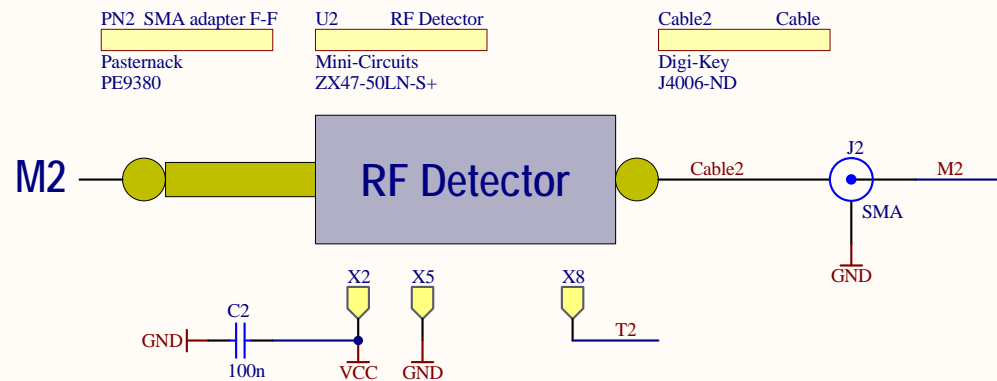 PN2 SMA adapter F-F
Pasternack
PE9380
U2 RF Detector
Mini-Circuits
ZX47-50LN-S+
Cable2 Cable
Digi-Key
J4006-ND
M2
RF Detector
Cable2
J2
SMA
M2
GND
X2
X5
X8
C2
GND
100n
VCC
GND
T2